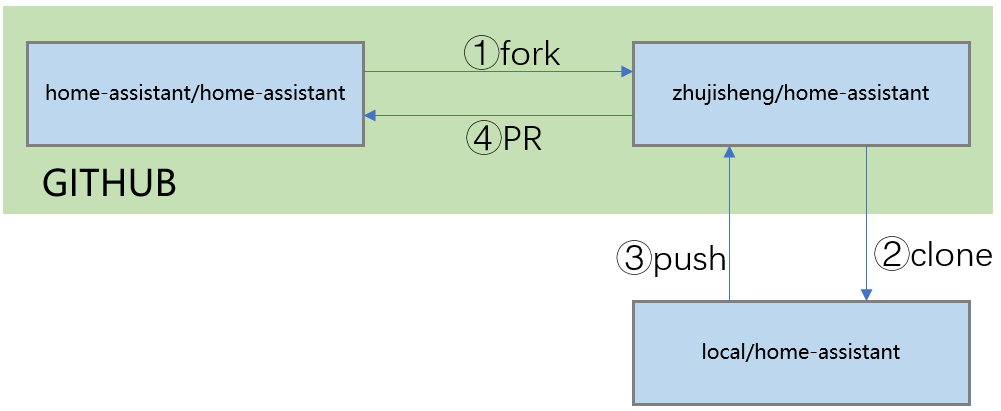 ①fork
home-assistant/home-assistant
zhujisheng/home-assistant
④PR
GITHUB
③push
②clone
local/home-assistant